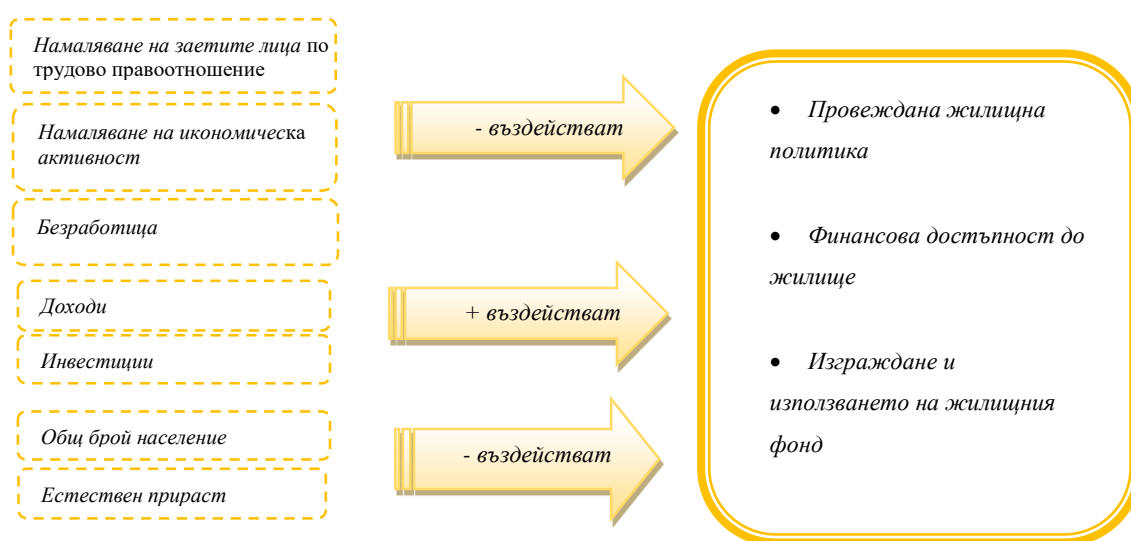 Намаляване на заетите лица по
трудово правоотношение
Намаляване на икономическа
активност
Безработица
Доходи
Инвестиции
Общ брой население
Естествен прираст
- въздействат
+ въздействат
- въздействат
• Провеждана жилищна
политика
• Финансова достъпност до
жилище
• Изграждане и
използването на жилищния
фонд